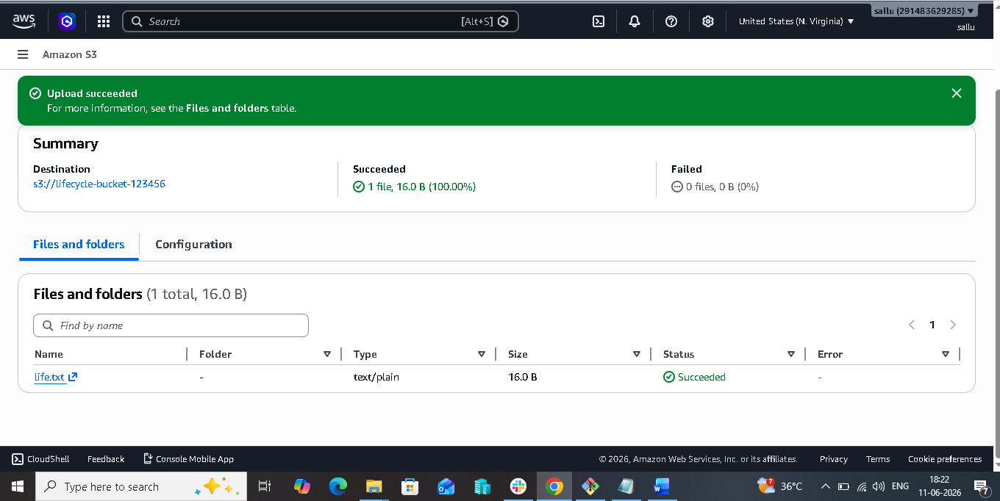 aws
Search [Alt+S]
United States (N. Virginia)
sallu (291483629285)
sallu
Amazon S3
Upload succeeded
For more information, see the Files and folders table.
Summary
Destination
s3://lifecycle-bucket-123456
Succeeded
1 file, 16.0 B (100.00%)
Failed
0 files, 0 B (0%)
Files and folders Configuration
Files and folders (1 total, 16.0 B)
Find by name
1
Name Folder Type Size Status Error
life.txt - text/plain 16.0 B Succeeded -
CloudShell Feedback Console Mobile App © 2026, Amazon Web Services, Inc. or its affiliates. Privacy Terms Cookie preferences
Type here to search
7
36°C
ENG
18:22
11-06-2026
7